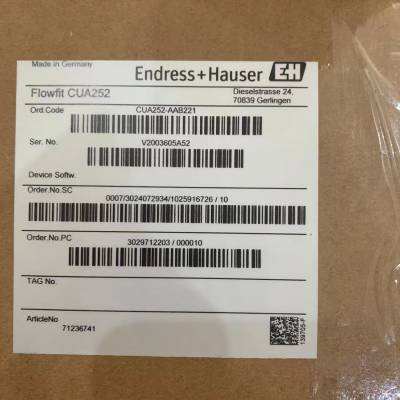 Made in Germany
Endress+Hauser EH
Flowfit CUA252
Dieselstrasse 24,
70839 Gerlingen
Ord.Code CUA252-AAB221
Ser. No. V2003605A52
Device Softw.
Order.No.SC
0007/3024072934/1025916726 / 10
Order.No.PC
3029712203 / 000010
TAG No.
ArticleNo
71236741
139765-F